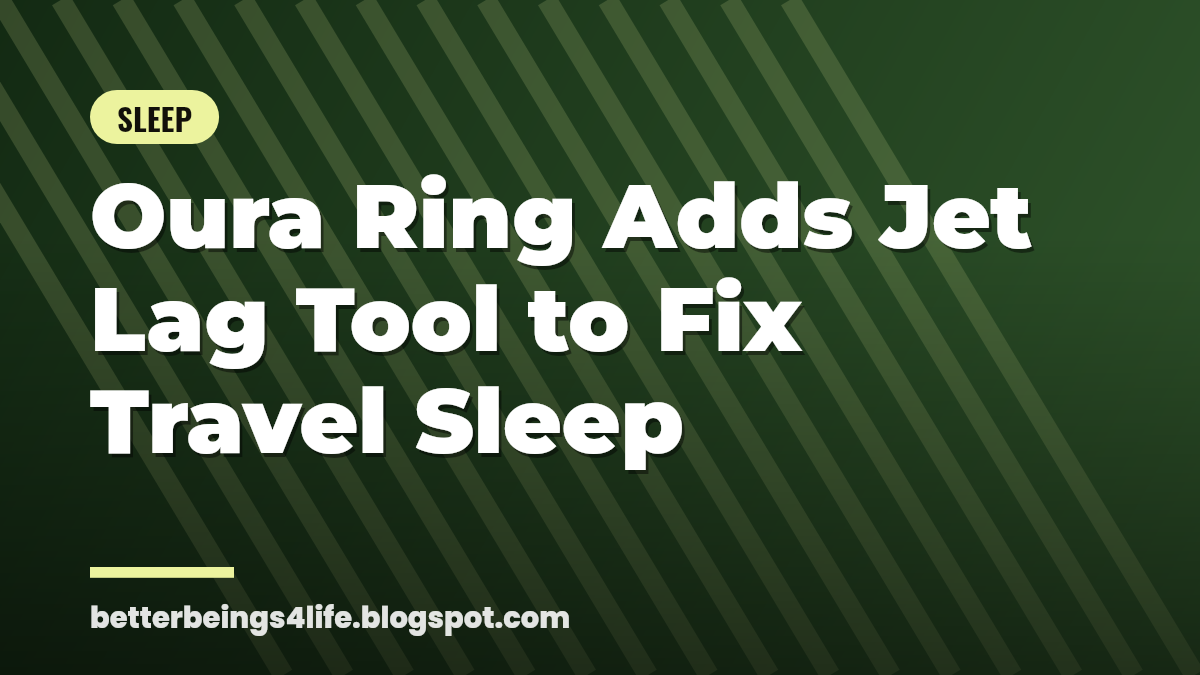 SLEEP
Oura Ring Adds Jet
Lag Tool to Fix
Travel Sleep
betterbeings4life.blogspot.com